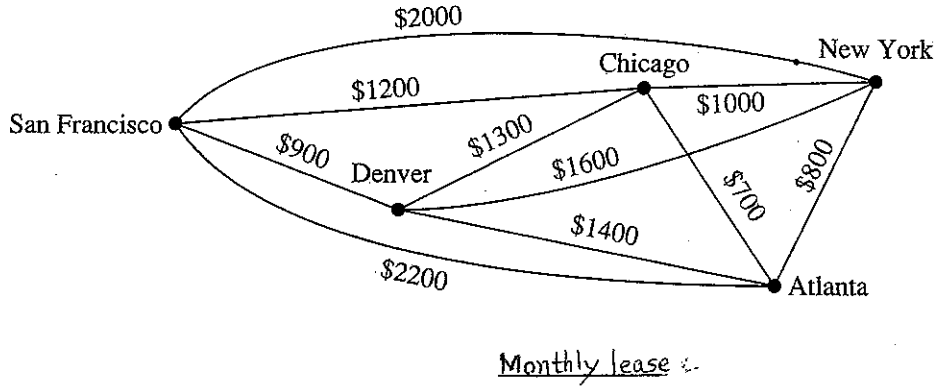 $2000
New York
Chicago
$1200
$1000
San Francisco
$900
$1300
Denver
$1600
$800
$700
$1400
$2200
Atlanta
Monthly lease